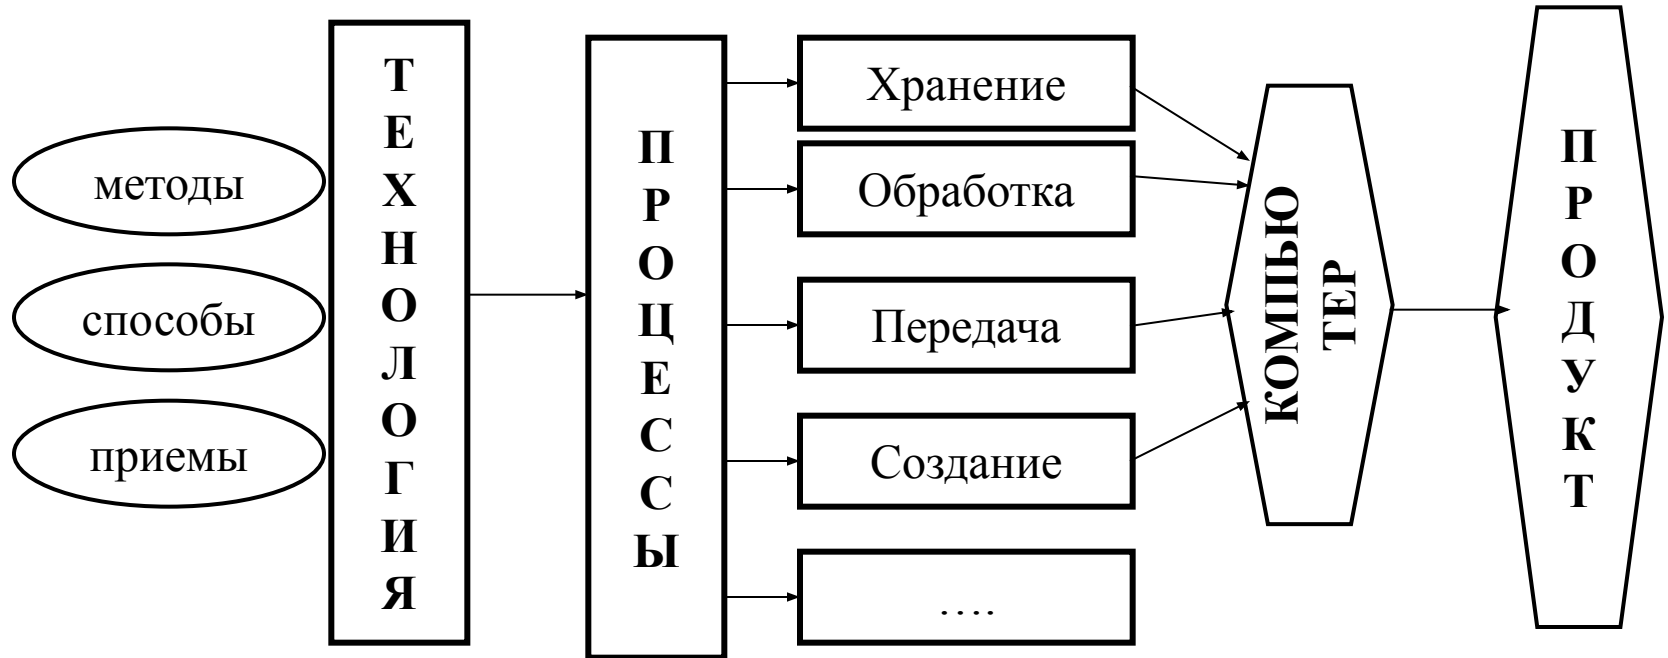 методы
способы
приемы
ТЕХНОЛОГИЯ
ПРОЦЕССЫ
Хранение
Обработка
Передача
Создание
....
КОМПЬЮ
ТЕР
ПРОДУКТ